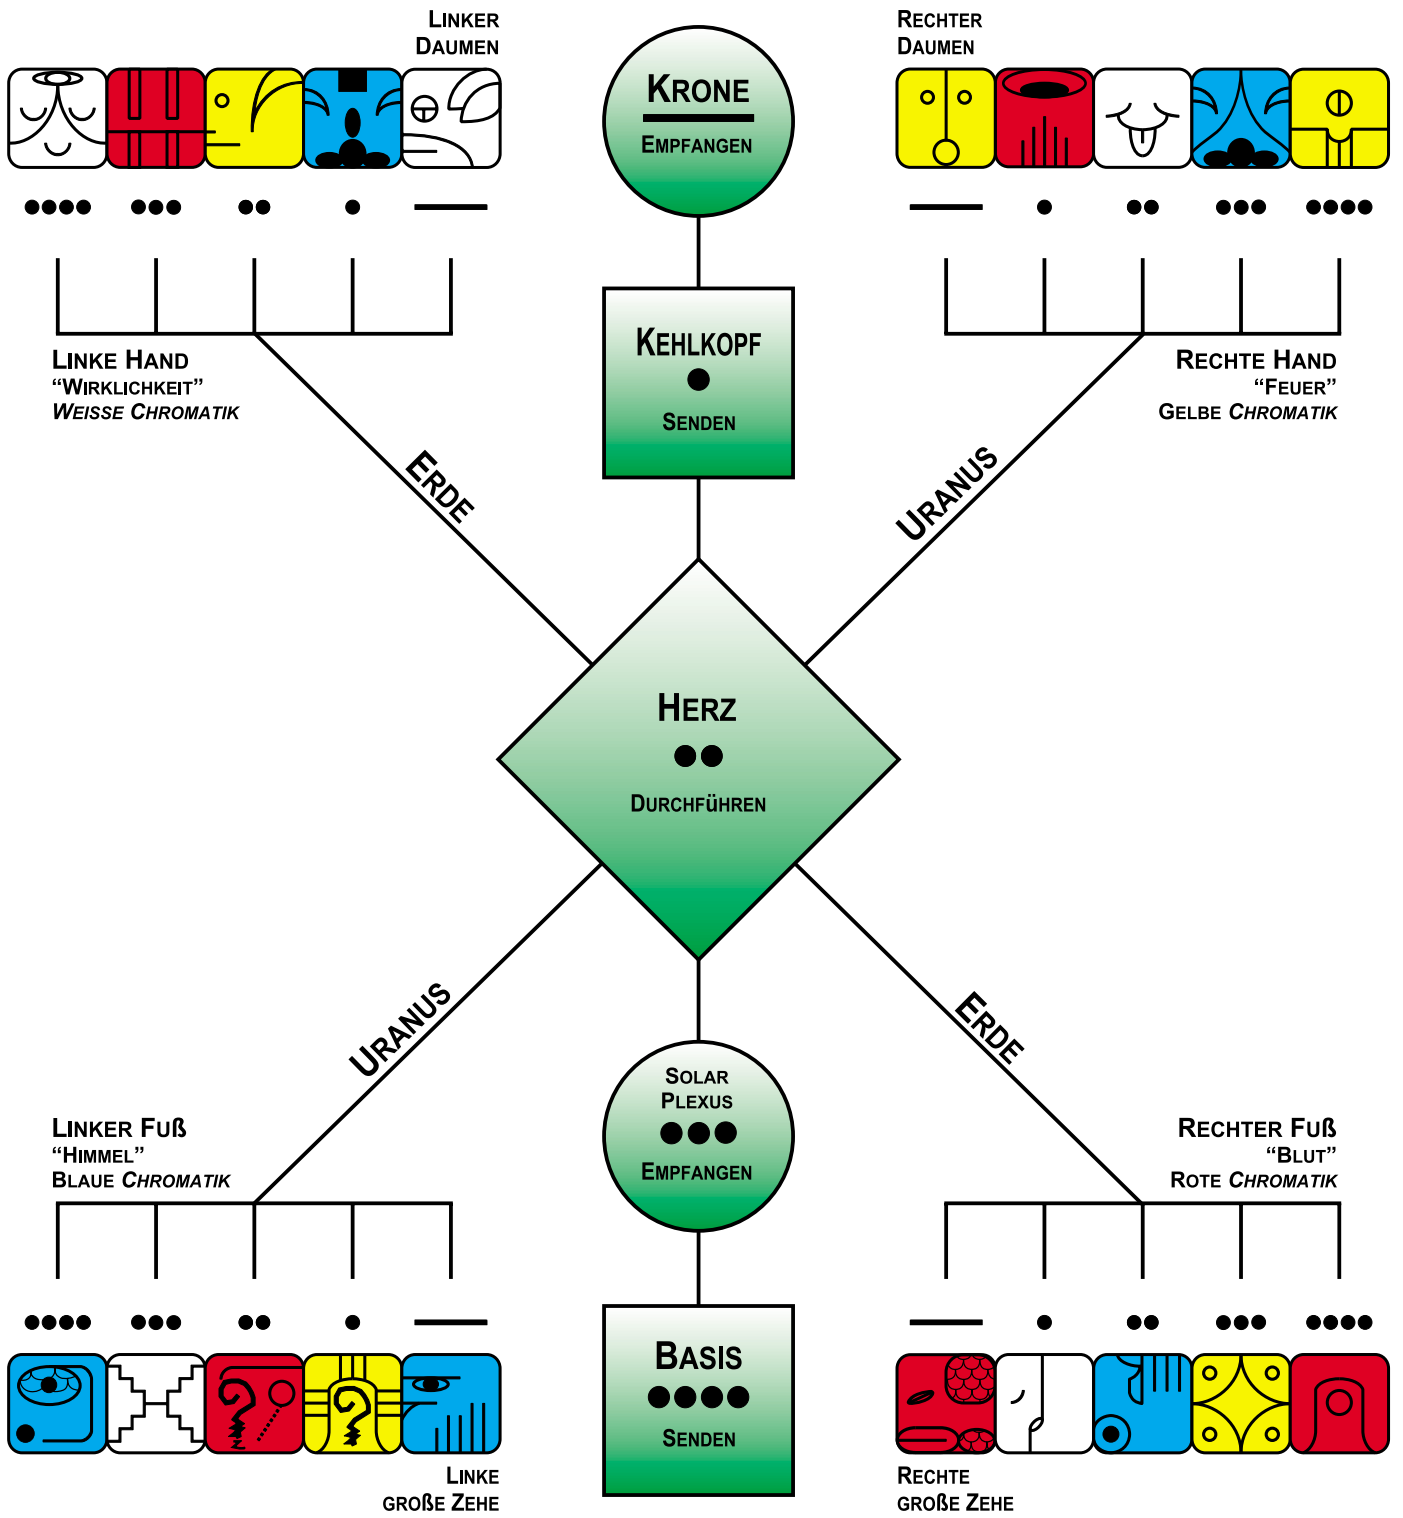 LINKER
DAUMEN
RECHTER
DAUMEN
KRONE
EMPFANGEN
KEHLKOPF
SENDEN
LINKE HAND
“WIRKLICHKEIT”
WEISSE CHROMATIK
RECHTE HAND
“FEUER”
GELBE CHROMATIK
ERDE
URANUS
HERZ
DURCHFÜHREN
URANUS
ERDE
SOLAR
PLEXUS
EMPFANGEN
LINKER FUß
“HIMMEL”
BLAUE CHROMATIK
RECHTER FUß
“BLUT”
ROTE CHROMATIK
BASIS
SENDEN
LINKE
GROßE ZEHE
RECHTE
GROßE ZEHE